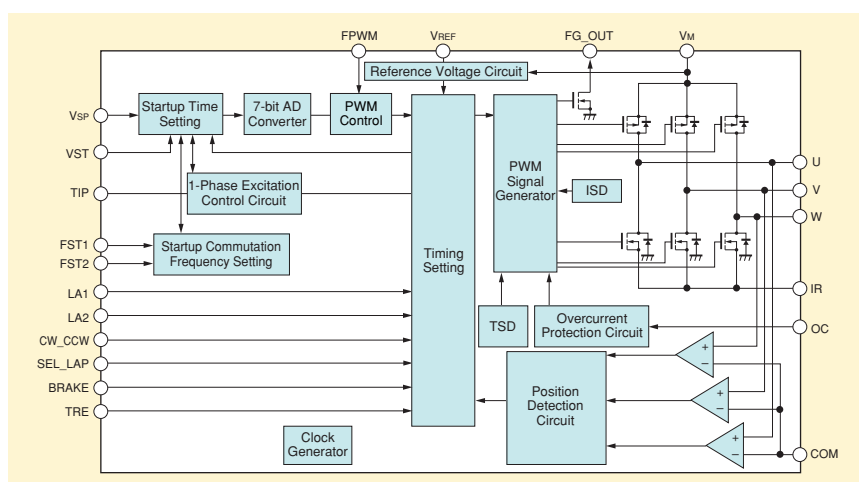 FPWM
VREF
FG_OUT
VM
Reference Voltage Circuit
VSP
Startup Time
Setting
7-bit AD
Converter
PWM
Control
VST
TIP
1-Phase Excitation
Control Circuit
PWM
Signal
Generator
ISD
U
V
W
FST1
FST2
Startup Commutation
Frequency Setting
Timing
Setting
LA1
LA2
CW_CCW
SEL_LAP
BRAKE
TRE
TSD
Overcurrent
Protection Circuit
IR
OC
Position
Detection
Circuit
+
−
+
−
+
−
Clock
Generator
COM